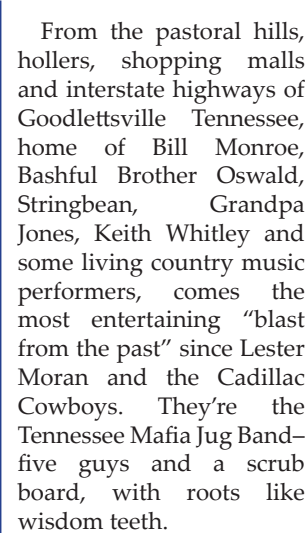 From the pastoral hills,
hollers, shopping malls
and interstate highways of
Goodlettsville Tennessee,
home of Bill Monroe,
Bashful Brother Oswald,
Stringbean, Grandpa
Jones, Keith Whitley and
some living country music
performers, comes the
most entertaining “blast
from the past” since Lester
Moran and the Cadillac
Cowboys. They’re the
Tennessee Mafia Jug Band–
five guys and a scrub
board, with roots like
wisdom teeth.